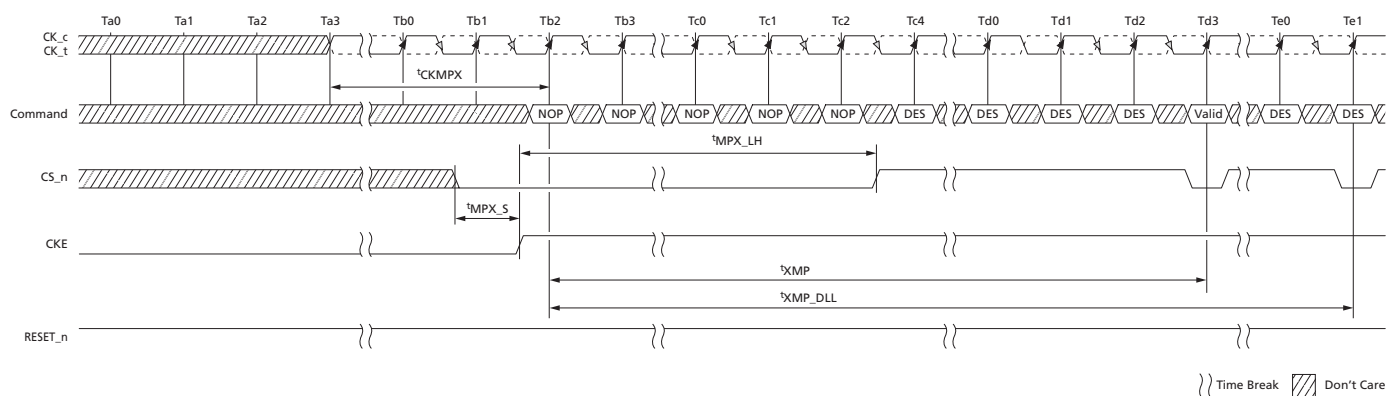 Ta0 Ta1 Ta2 Ta3 Tb0 Tb1 Tb2 Tb3 Tc0 Tc1 Tc2 Tc4 Td0 Td1 Td2 Td3 Te0 Te1
CK_c
CK_t
tCKMPX
Command NOP NOP NOP NOP NOP DES DES DES DES Valid DES DES
tMPX_LH
CS_n
tMPX_S
CKE
tXMP
tXMP_DLL
RESET_n
Time Break Don't Care